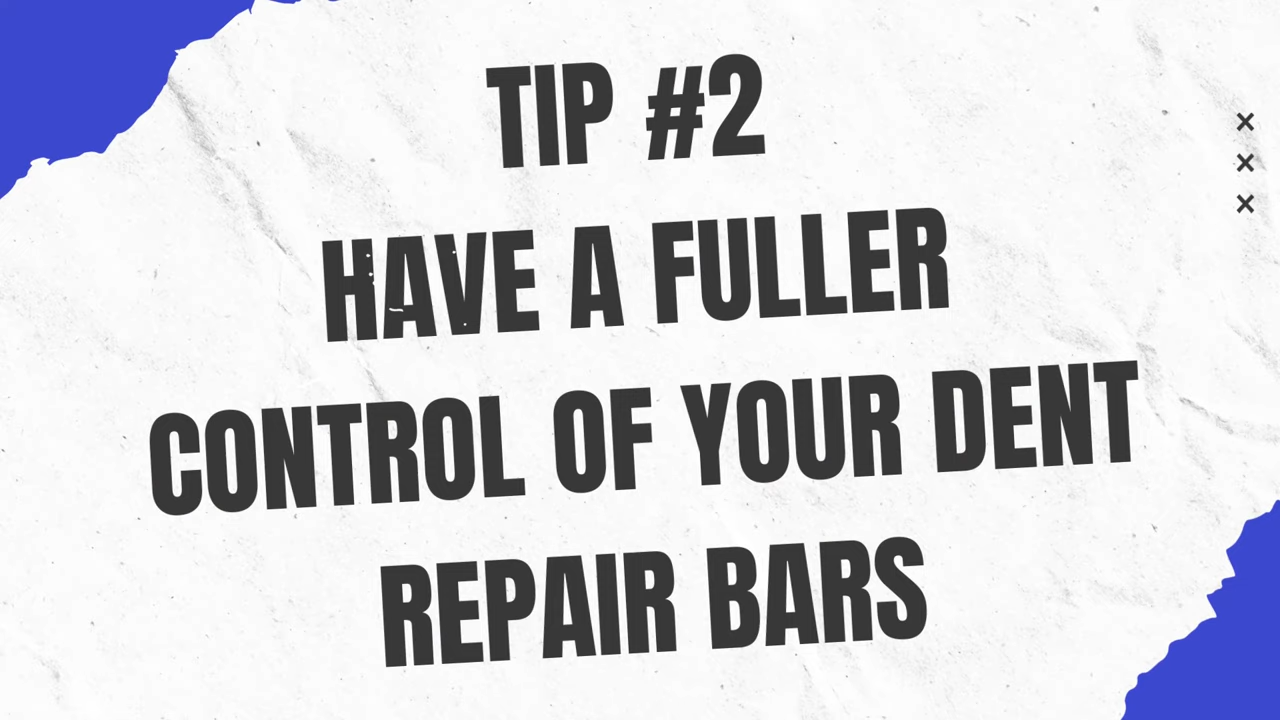 TIP #2
HAVE A FULLER
CONTROL OF YOUR DENT
REPAIR BARS